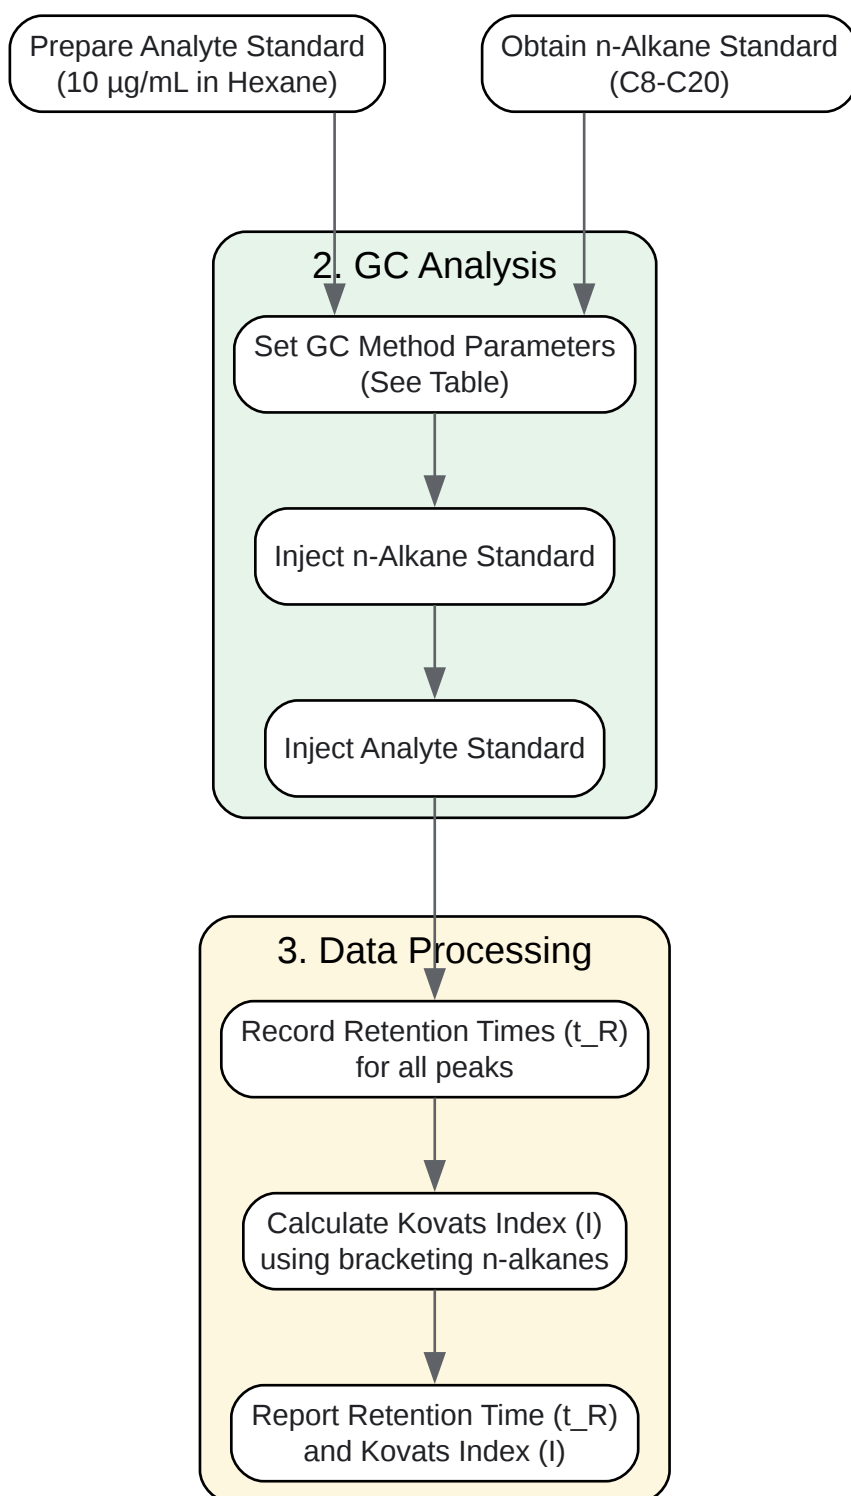 Prepare Analyte Standard
(10 µg/mL in Hexane)
Obtain n-Alkane Standard
(C8-C20)
2. GC Analysis
Set GC Method Parameters
(See Table)
Inject n-Alkane Standard
Inject Analyte Standard
3. Data Processing
Record Retention Times (t_R)
for all peaks
Calculate Kovats Index (I)
using bracketing n-alkanes
Report Retention Time (t_R)
and Kovats Index (I)